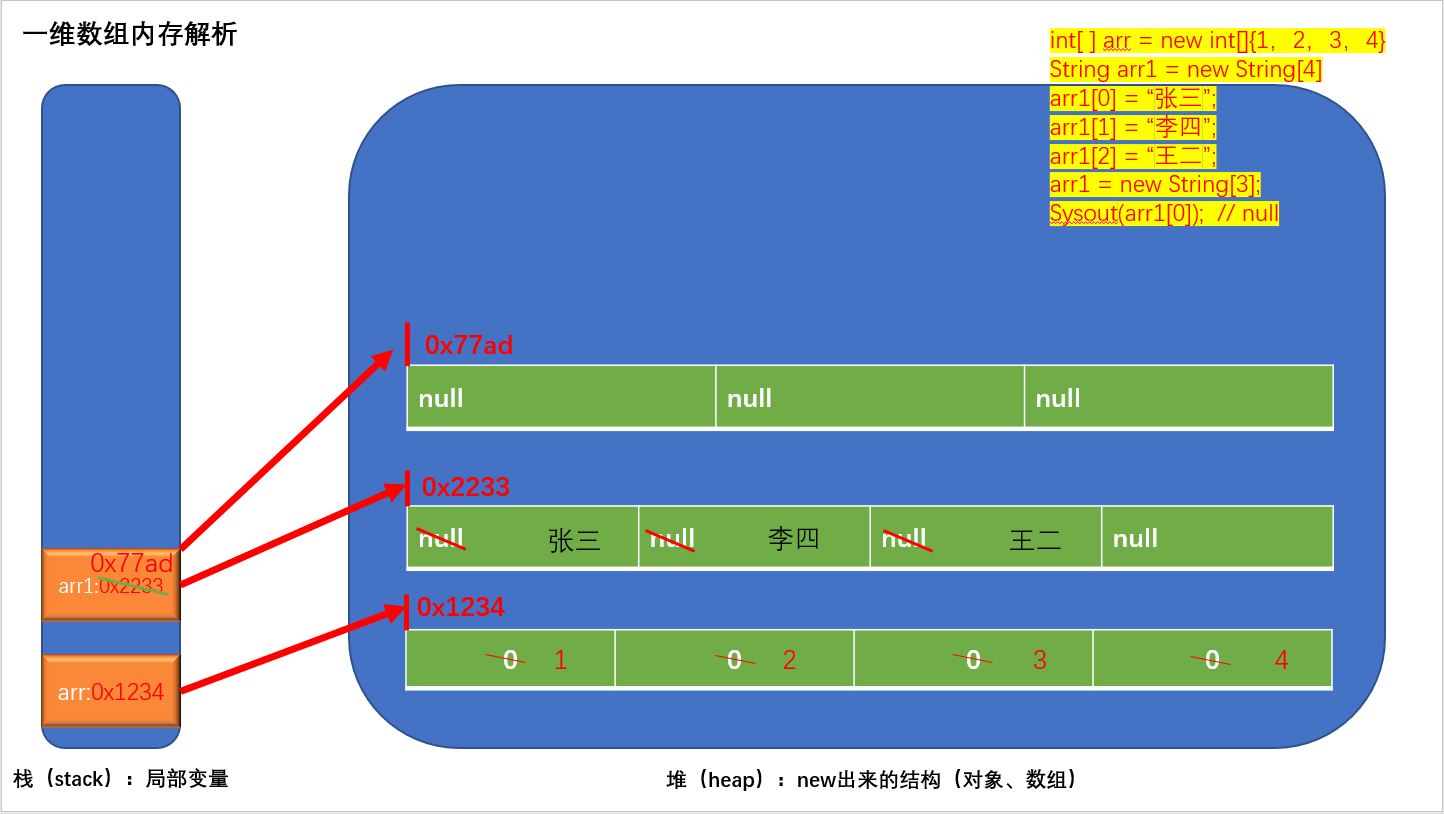 一维数组内存解析
int[ ] arr = new int[]{1， 2， 3， 4}
String arr1 = new String[4]
arr1[0] = “张三”;
arr1[1] = “李四”;
arr1[2] = “王二”;
arr1 = new String[3];
Sysout(arr1[0]);  // null
0x77ad
null null null
0x2233
null 张三 null 李四 null 王二 null
0x77ad
arr1:0x2233
0x1234
0 1 0 2 0 3 0 4
arr:0x1234
栈（stack）：局部变量
堆（heap）：new出来的结构（对象、数组）